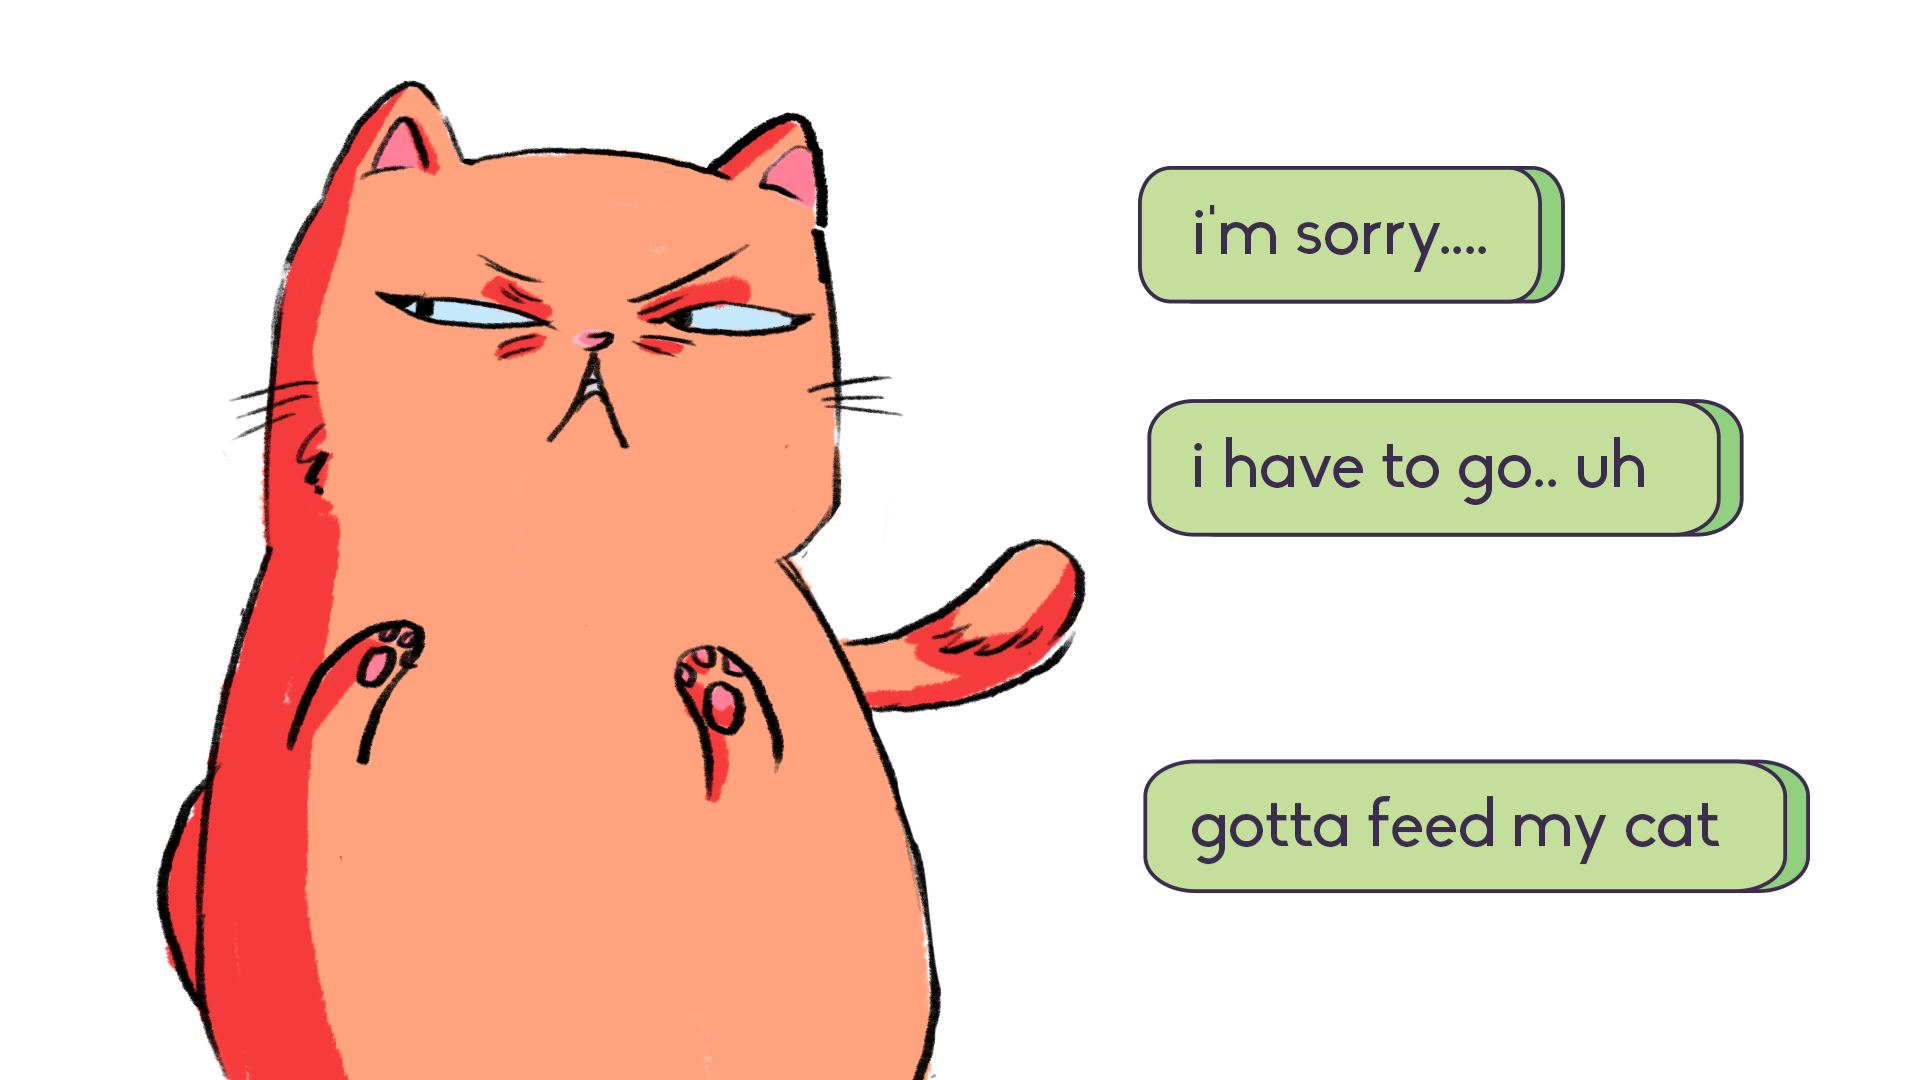 i'm sorry....
i have to go.. uh
gotta feed my cat